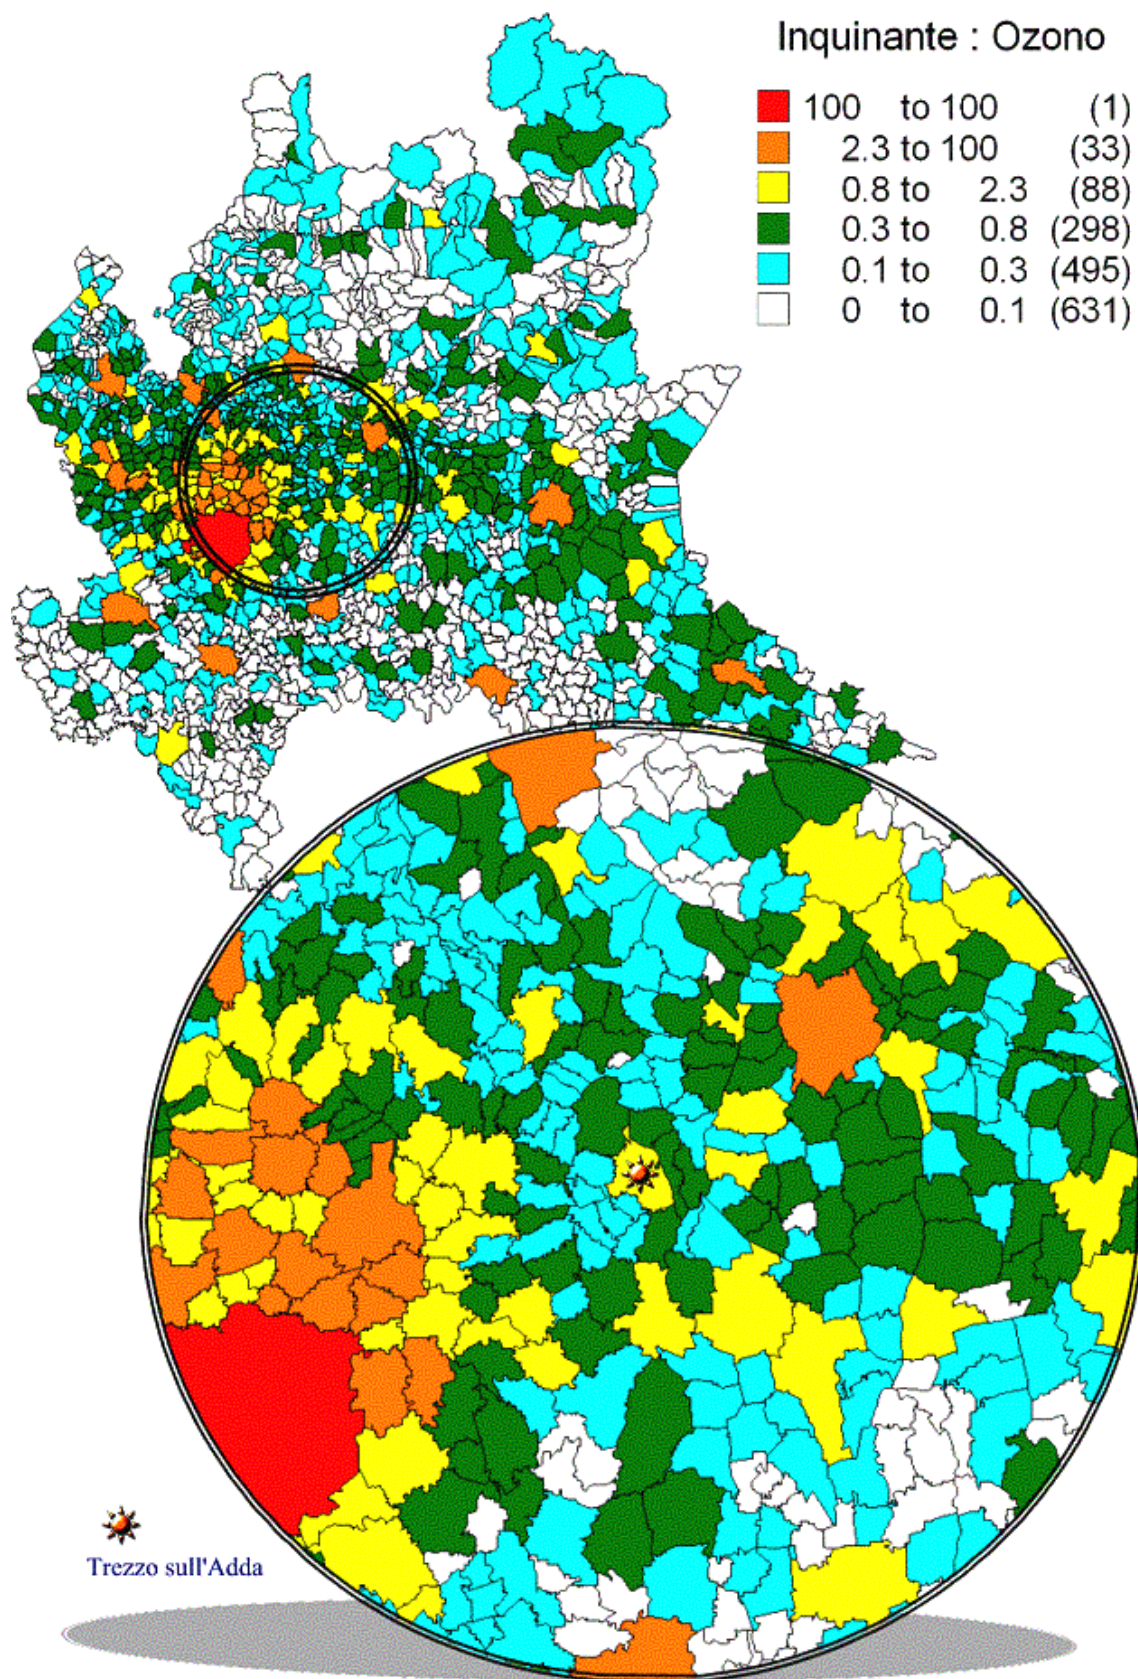 Inquinante : Ozono
100 to 100 (1)
2.3 to 100 (33)
0.8 to 2.3 (88)
0.3 to 0.8 (298)
0.1 to 0.3 (495)
0 to 0.1 (631)
Trezzo sull'Adda